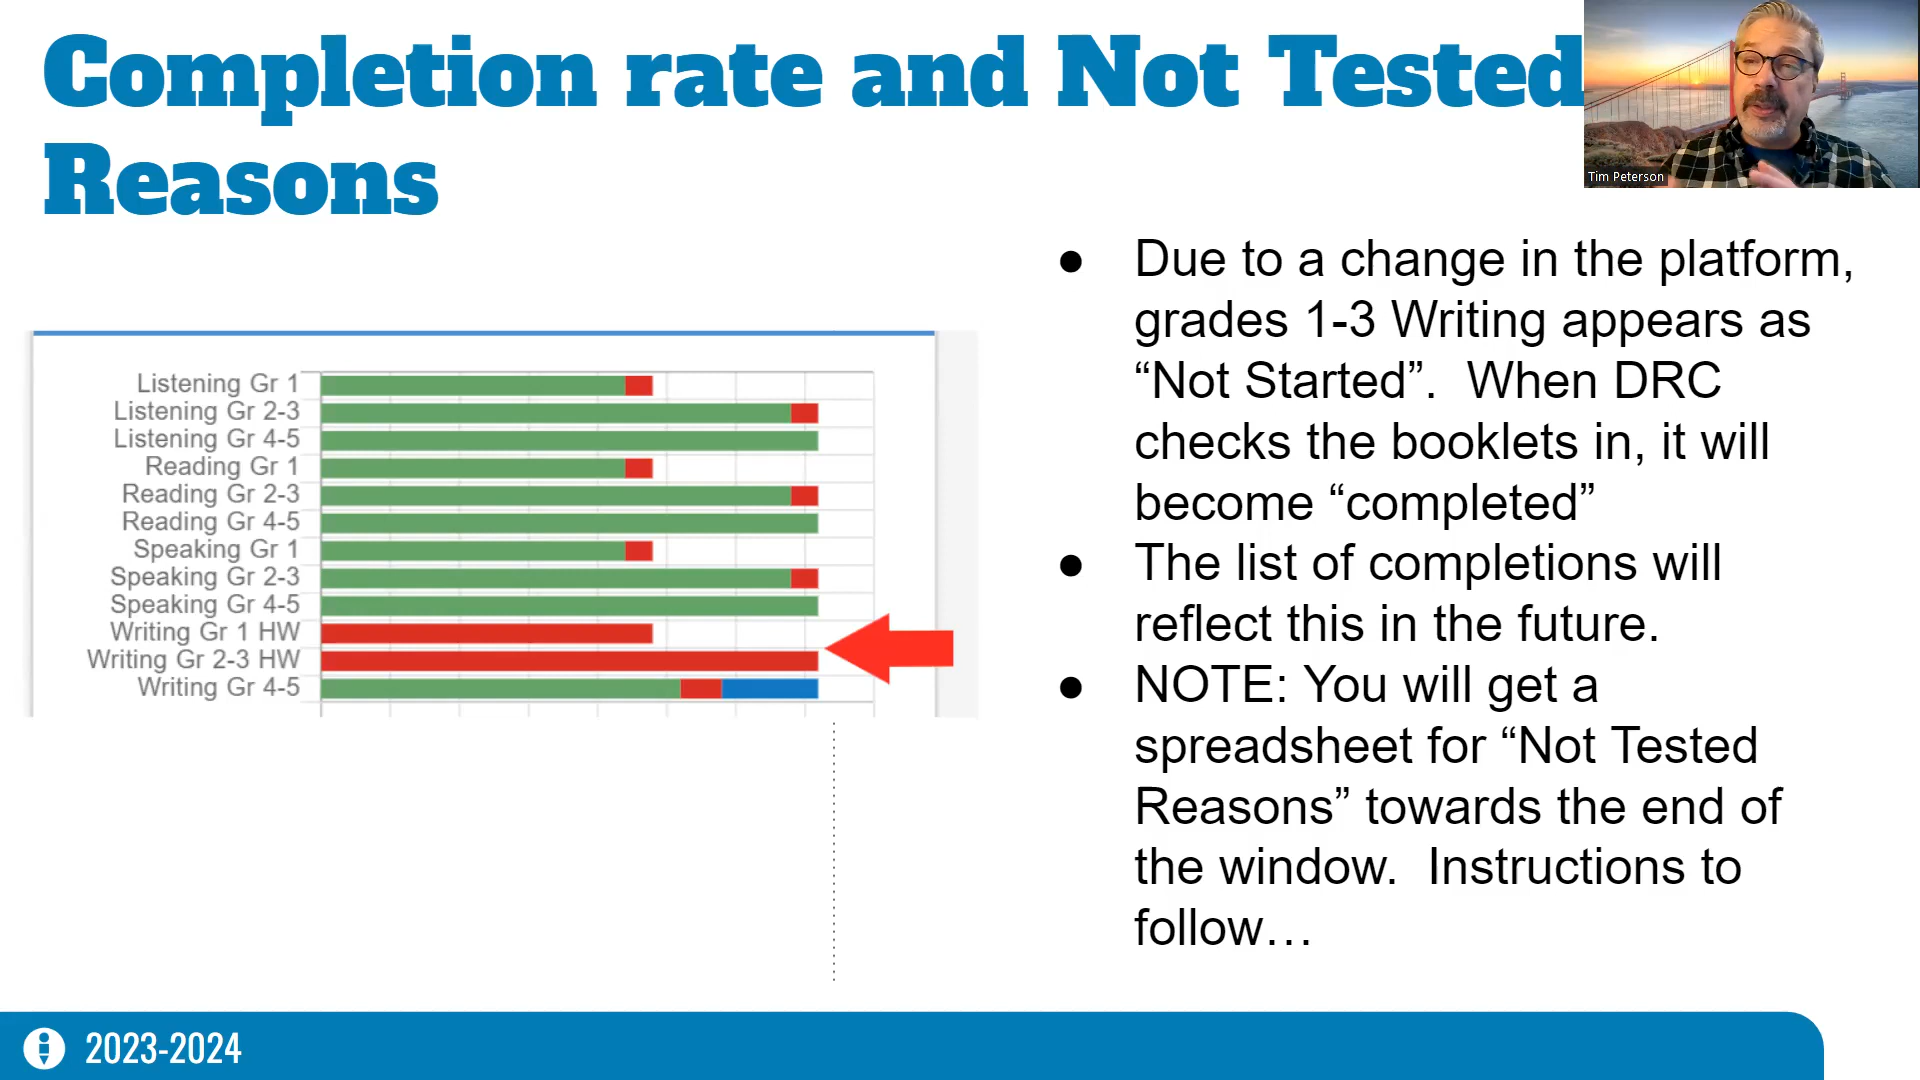 Completion rate and Not Tested
Reasons
Tim Peterson
Listening Gr 1
Listening Gr 2-3
Listening Gr 4-5
Reading Gr 1
Reading Gr 2-3
Reading Gr 4-5
Speaking Gr 1
Speaking Gr 2-3
Speaking Gr 4-5
Writing Gr 1 HW
Writing Gr 2-3 HW
Writing Gr 4-5
● Due to a change in the platform,
grades 1-3 Writing appears as
“Not Started”.  When DRC
checks the booklets in, it will
become “completed”
● The list of completions will
reflect this in the future.
● NOTE: You will get a
spreadsheet for “Not Tested
Reasons” towards the end of
the window.  Instructions to
follow…
2023-2024